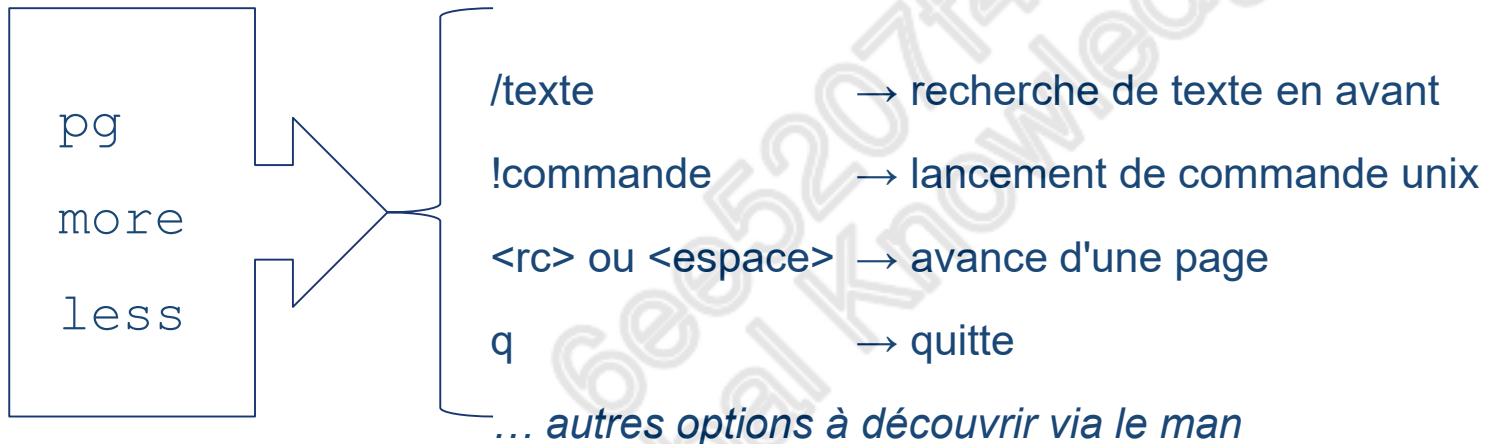 pg
more
less
/texte → recherche de texte en avant
!commande → lancement de commande unix
<rc> ou <espace> → avance d'une page
q → quitte
… autres options à découvrir via le man